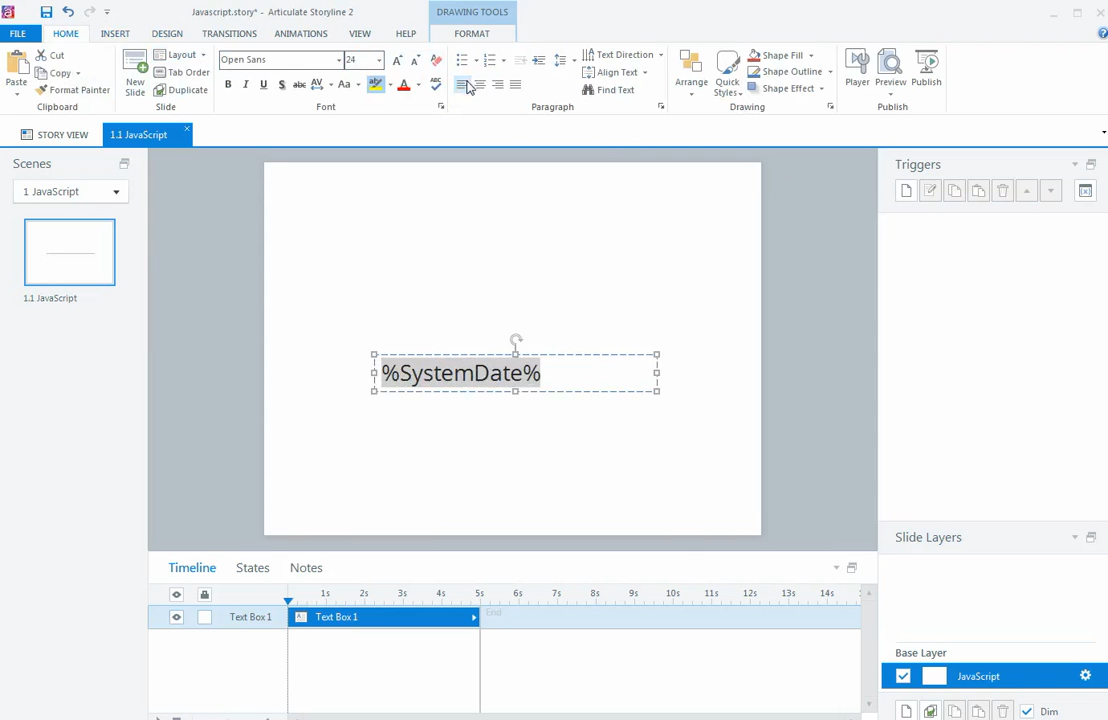 Javascript.story* - Articulate Storyline 2
DRAWING TOOLS
FILE HOME INSERT DESIGN TRANSITIONS ANIMATIONS VIEW HELP FORMAT
Paste
Cut
Copy
Format Painter
Clipboard
New Slide
Layout
Tab Order
Duplicate
Slide
Open Sans 24
B I U S abc AV Aa A ABC
Font
Text Direction
Align Text
Find Text
Paragraph
Arrange
Quick Styles
Shape Fill
Shape Outline
Shape Effect
Drawing
Player
Preview
Publish
Publish
STORY VIEW
1.1 JavaScript
Scenes
1 JavaScript
1.1 JavaScript
%SystemDate%
Triggers
Slide Layers
Base Layer
JavaScript
Dim
Timeline States Notes
1s 2s 3s 4s 5s 6s 7s 8s 9s 10s 11s 12s 13s 14s
Text Box 1
Text Box 1
End